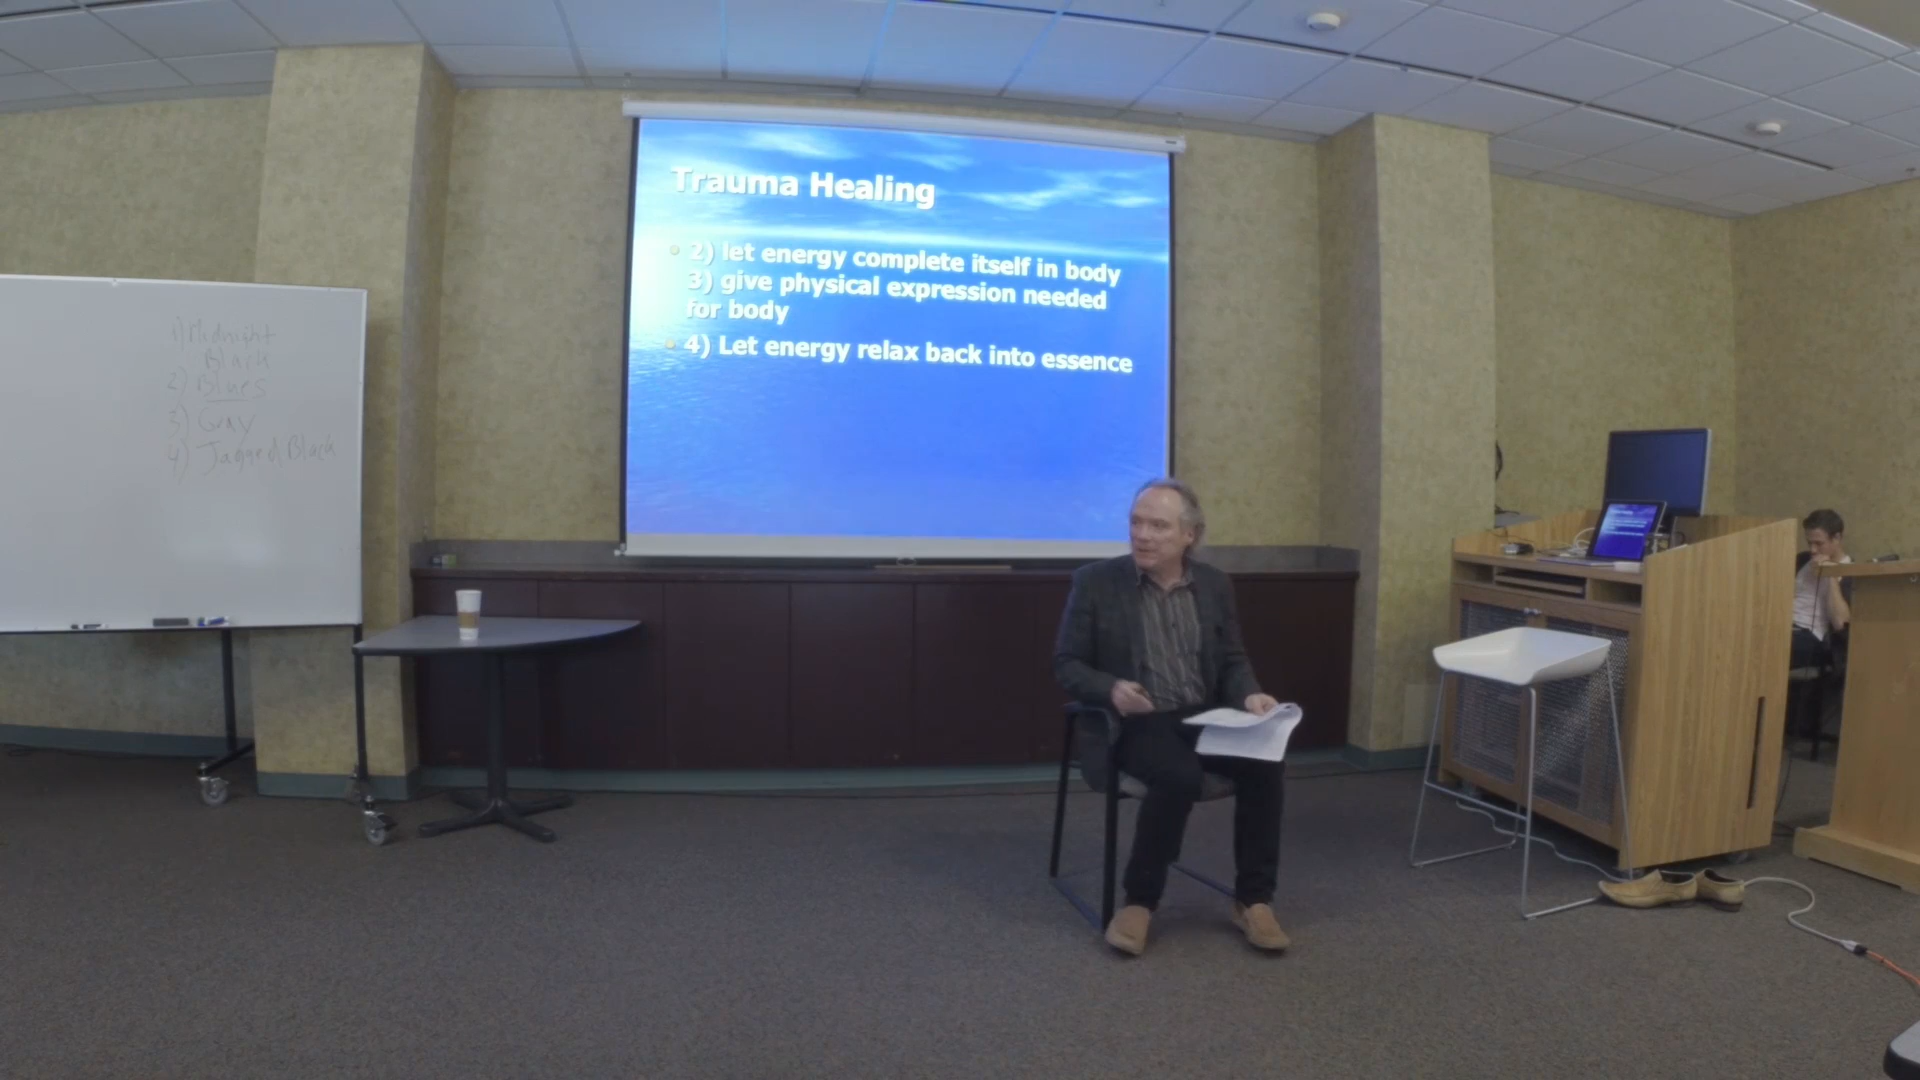 1) Midnight
Black
2) Blues
3) Gray
4) Jagged Black
Trauma Healing
2) let energy complete itself in body
3) give physical expression needed
for body
4) Let energy relax back into essence